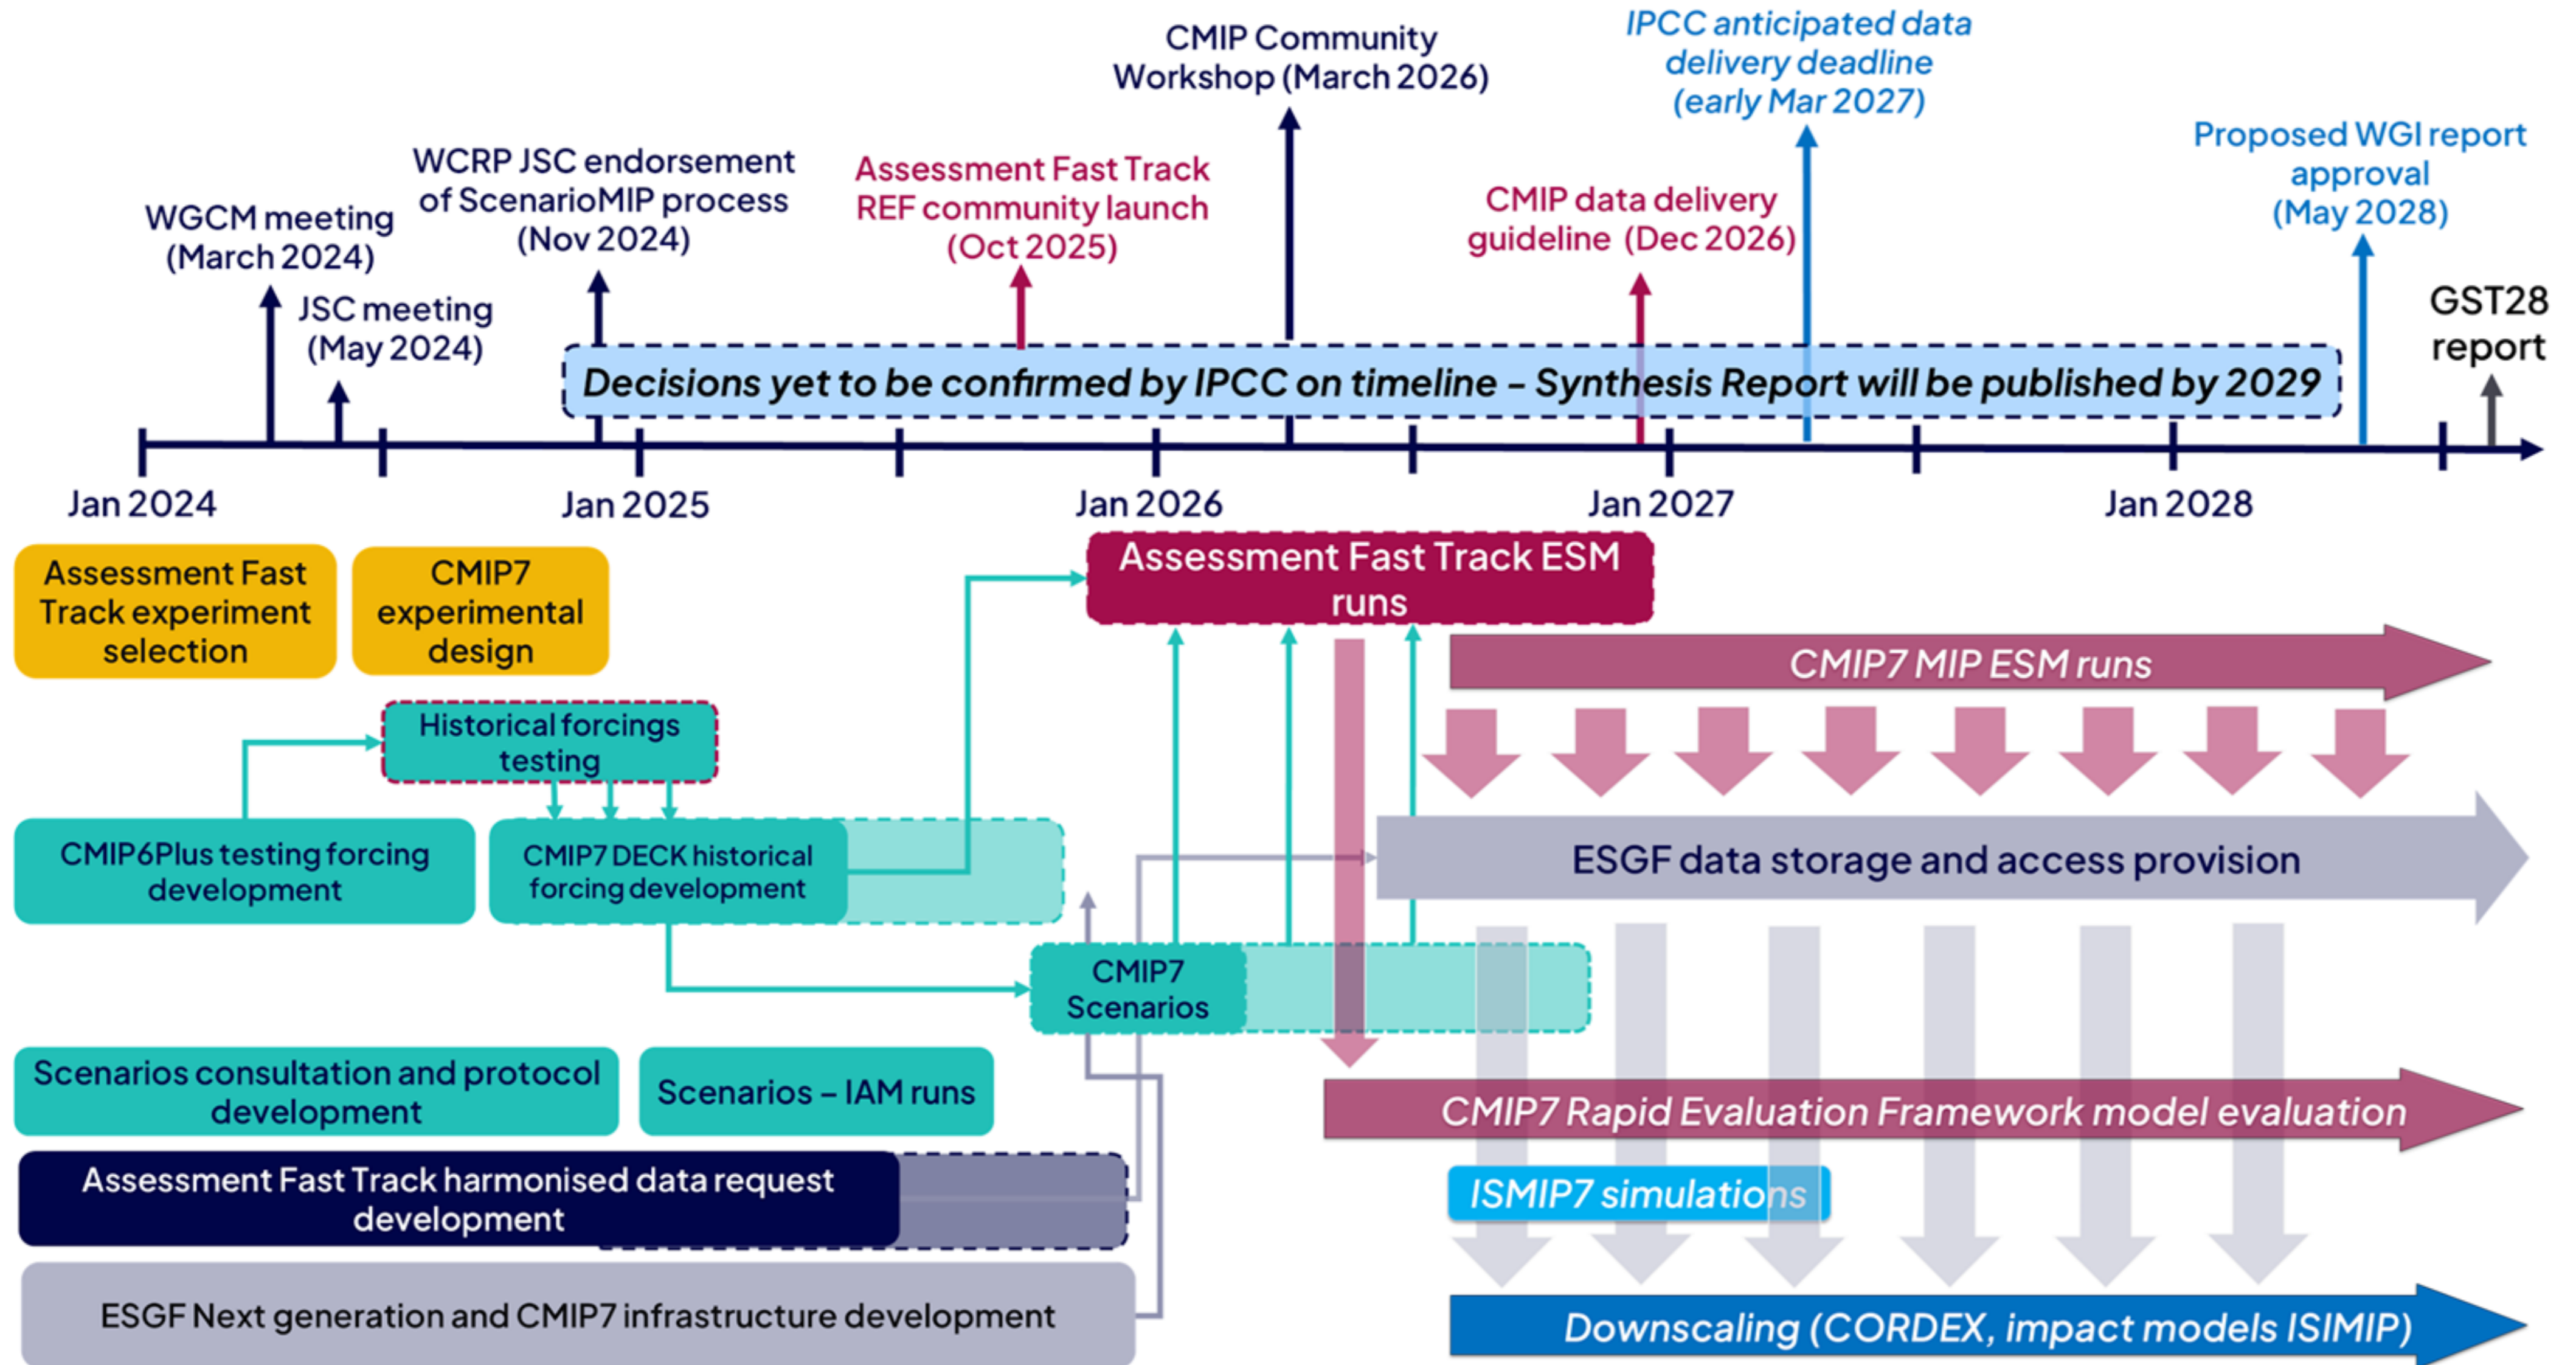 CMIP Community
Workshop (March 2026)
IPCC anticipated data
delivery deadline
(early Mar 2027)
WGCM meeting
(March 2024)
JSC meeting
(May 2024)
WCRP JSC endorsement
of ScenarioMIP process
(Nov 2024)
Assessment Fast Track
REF community launch
(Oct 2025)
CMIP data delivery
guideline (Dec 2026)
Proposed WGI report
approval
(May 2028)
GST28
report
Decisions yet to be confirmed by IPCC on timeline – Synthesis Report will be published by 2029
Jan 2024
Jan 2025
Jan 2026
Jan 2027
Jan 2028
Assessment Fast
Track experiment
selection
CMIP7
experimental
design
Assessment Fast Track ESM
runs
CMIP7 MIP ESM runs
Historical forcings
testing
CMIP6Plus testing forcing
development
CMIP7 DECK historical
forcing development
ESGF data storage and access provision
CMIP7
Scenarios
Scenarios consultation and protocol
development
Scenarios – IAM runs
CMIP7 Rapid Evaluation Framework model evaluation
Assessment Fast Track harmonised data request
development
ISMIP7 simulations
ESGF Next generation and CMIP7 infrastructure development
Downscaling (CORDEX, impact models ISIMIP)